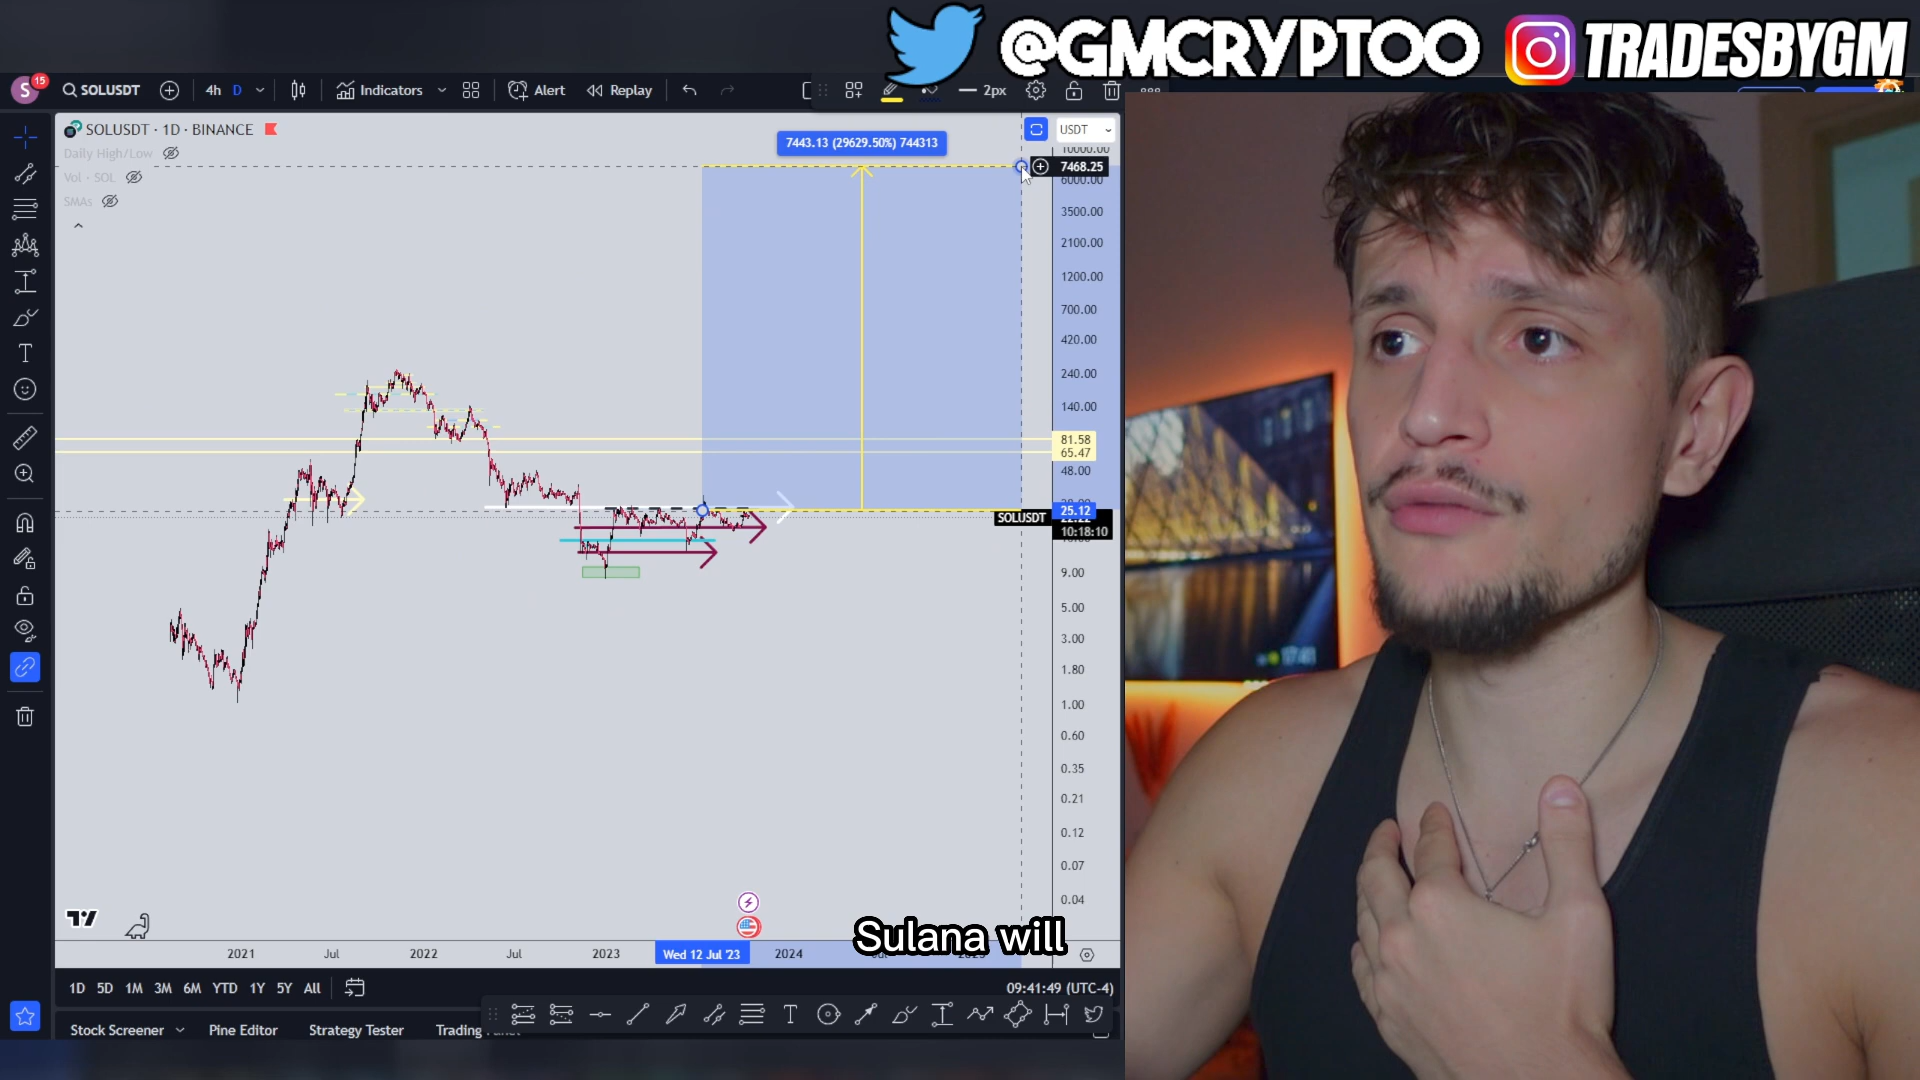 @GMCRYPTOO TRADESBYGM
S 15 SOLUSDT 4h D Indicators Alert Replay 2px
SOLUSDT · 1D · BINANCE
USDT
Daily High/Low
Vol · SOL
SMAs
7443.13 (29629.50%) 744313
10000.00
7468.25
6000.00
3500.00
2100.00
1200.00
700.00
420.00
240.00
140.00
81.58
65.47
48.00
25.12
SOLUSDT
10:18:10
9.00
5.00
3.00
1.80
1.00
0.60
0.35
0.21
0.12
0.07
0.04
Sulana will
2021 Jul 2022 Jul 2023 Wed 12 Jul '23 2024
1D 5D 1M 3M 6M YTD 1Y 5Y All 09:41:49 (UTC-4)
Stock Screener Pine Editor Strategy Tester Trading